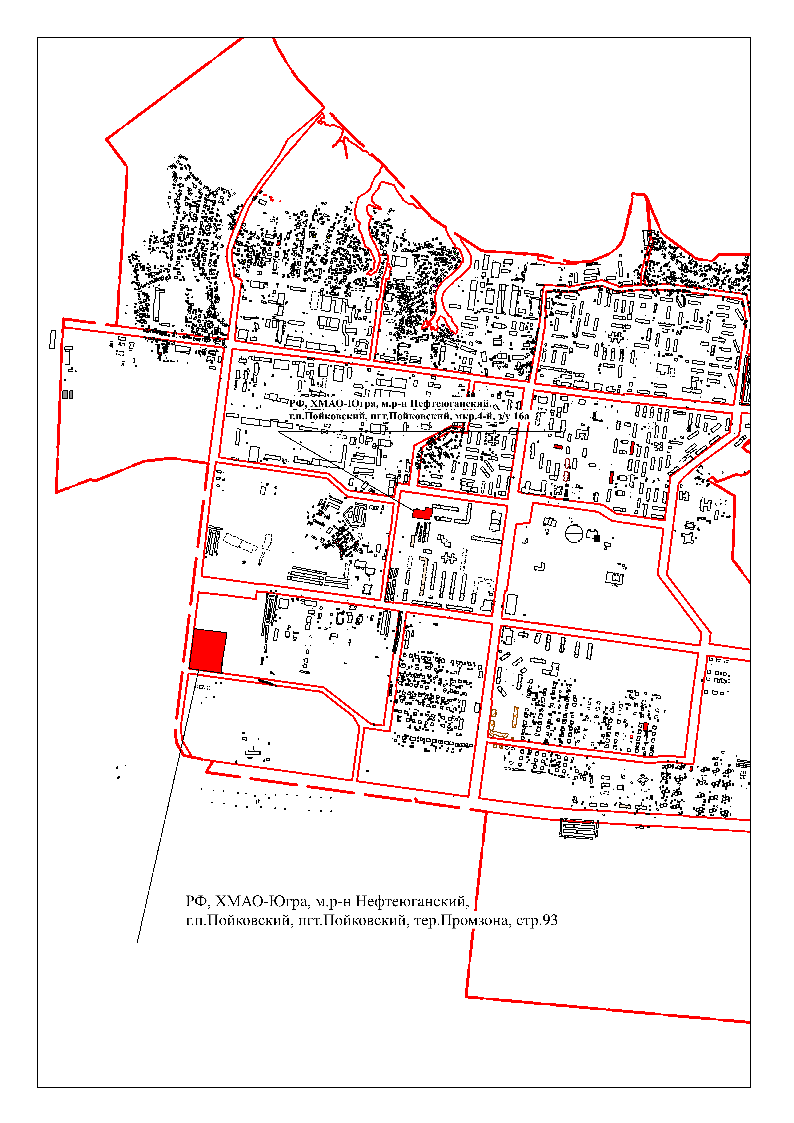 РФ, ХМАО-Югра, м.р-н Нефтеюганский,
г.п.Пойковский, пгт.Пойковский, мкр.4-й, з/у 16а
РФ, ХМАО-Югра, м.р-н Нефтеюганский,
г.п.Пойковский, пгт.Пойковский, тер.Промзона, стр.93